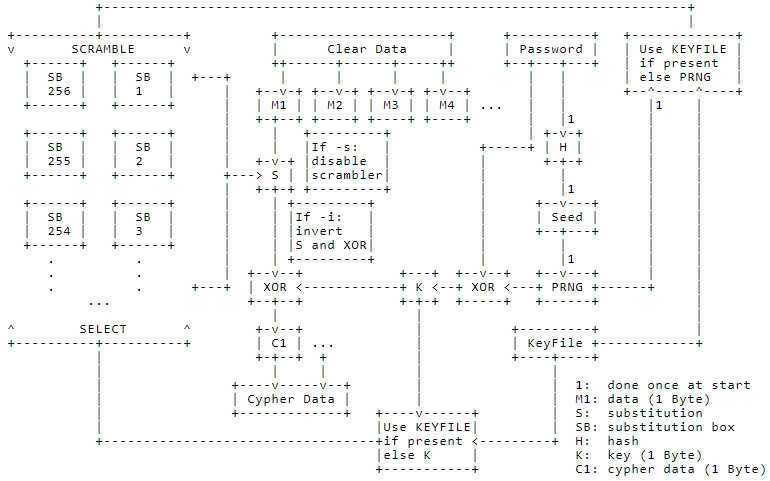 SCRAMBLE
Clear Data
Password
Use KEYFILE
if present
else PRNG
SB
256
SB
1
M1
M2
M3
M4
...
1
1
SB
255
SB
2
If -s:
disable
scrambler
H
S
1
SB
254
SB
3
If -i:
invert
S and XOR
Seed
1
XOR
K
XOR
PRNG
...
SELECT
C1
...
KeyFile
Cypher Data
Use KEYFILE
if present
else K
1: done once at start
M1: data (1 Byte)
S: substitution
SB: substitution box
H: hash
K: key (1 Byte)
C1: cypher data (1 Byte)